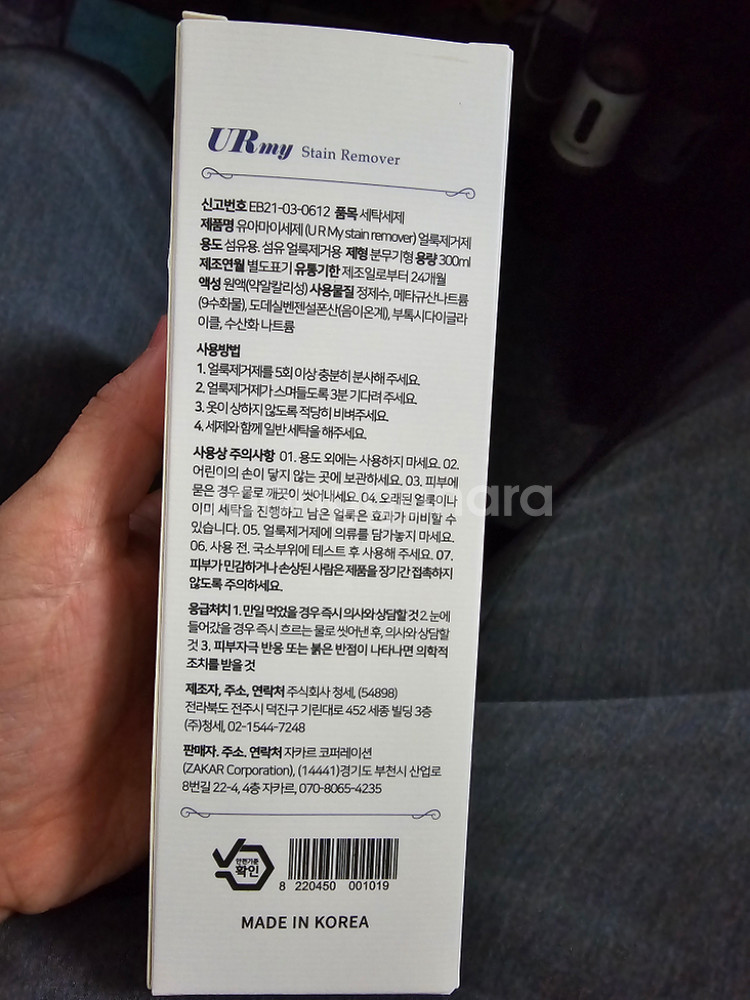 URmy Stain Remover
신고번호 EB21-03-0612 품목 세탁세제
제품명 유아마이세제 (U R My stain remover) 얼룩제거제
용도 섬유용. 섬유 얼룩제거용 제형 분무기형 용량 300ml
제조연월 별도표기 유통기한 제조일로부터 24개월
액성 원액(약알칼리성) 사용물질 정제수, 메타규산나트륨
(9수화물), 도데실벤젠설폰산(음이온계), 부톡시다이글라
이클, 수산화 나트륨
사용방법
1. 얼룩제거제를 5회 이상 충분히 분사해 주세요.
2. 얼룩제거제가 스며들도록 3분 기다려 주세요.
3. 옷이 상하지 않도록 적당히 비벼주세요.
4. 세제와 함께 일반 세탁을 해주세요.
사용상 주의사항 01. 용도 외에는 사용하지 마세요. 02.
어린이의 손이 닿지 않는 곳에 보관하세요. 03. 피부에
묻은 경우 물로 깨끗이 씻어내세요. 04. 오래된 얼룩이나
이미 세탁을 진행하고 남은 얼룩은 효과가 미비할 수
있습니다. 05. 얼룩제거제에 의류를 담가놓지 마세요.
06. 사용 전. 국소부위에 테스트 후 사용해 주세요. 07.
피부가 민감하거나 손상된 사람은 제품을 장기간 접촉하지
않도록 주의하세요.
응급처치 1. 만일 먹었을 경우 즉시 의사와 상담할 것 2. 눈에
들어갔을 경우 즉시 흐르는 물로 씻어낸 후, 의사와 상담할
것 3. 피부자극 반응 또는 붉은 반점이 나타나면 의학적
조치를 받을 것
제조자, 주소, 연락처 주식회사 청세, (54898)
전라북도 전주시 덕진구 기린대로 452 세종 빌딩 3층
(주)청세, 02-1544-7248
판매자. 주소. 연락처 자카르 코퍼레이션
(ZAKAR Corporation), (14441)경기도 부천시 산업로
8번길 22-4, 4층 자카르, 070-8065-4235
안전기준
확인
8 220450 001019
MADE IN KOREA